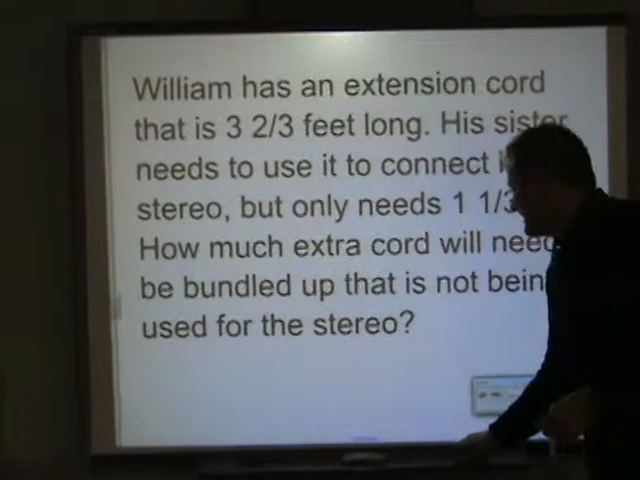 William has an extension cord
that is 3 2/3 feet long. His sister
needs to use it to connect
stereo, but only needs 1 1/3
How much extra cord will need
be bundled up that is not being
used for the stereo?